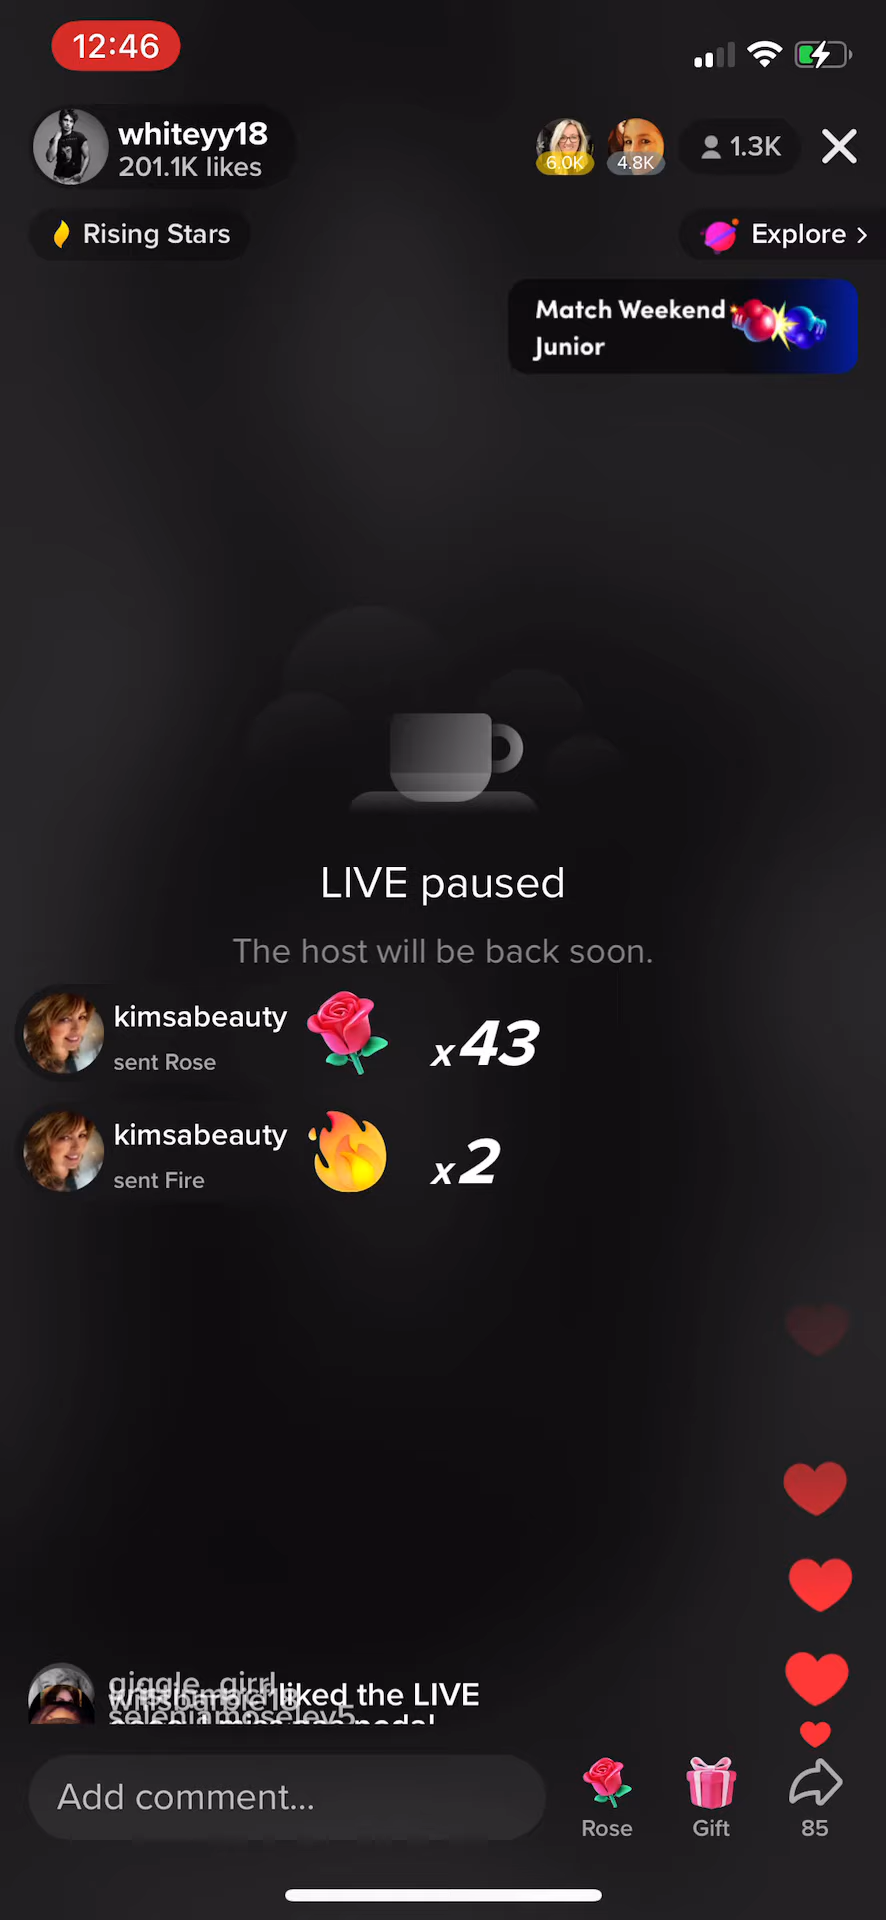 12:46
whiteyy18
201.1K likes
6.0K
4.8K
1.3K
Rising Stars
Explore >
Match Weekend
Junior
LIVE paused
The host will be back soon.
kimsabeauty
sent Rose
x43
kimsabeauty
sent Fire
x2
giggle_girrl
liked the LIVE
Add comment...
Rose
Gift
85